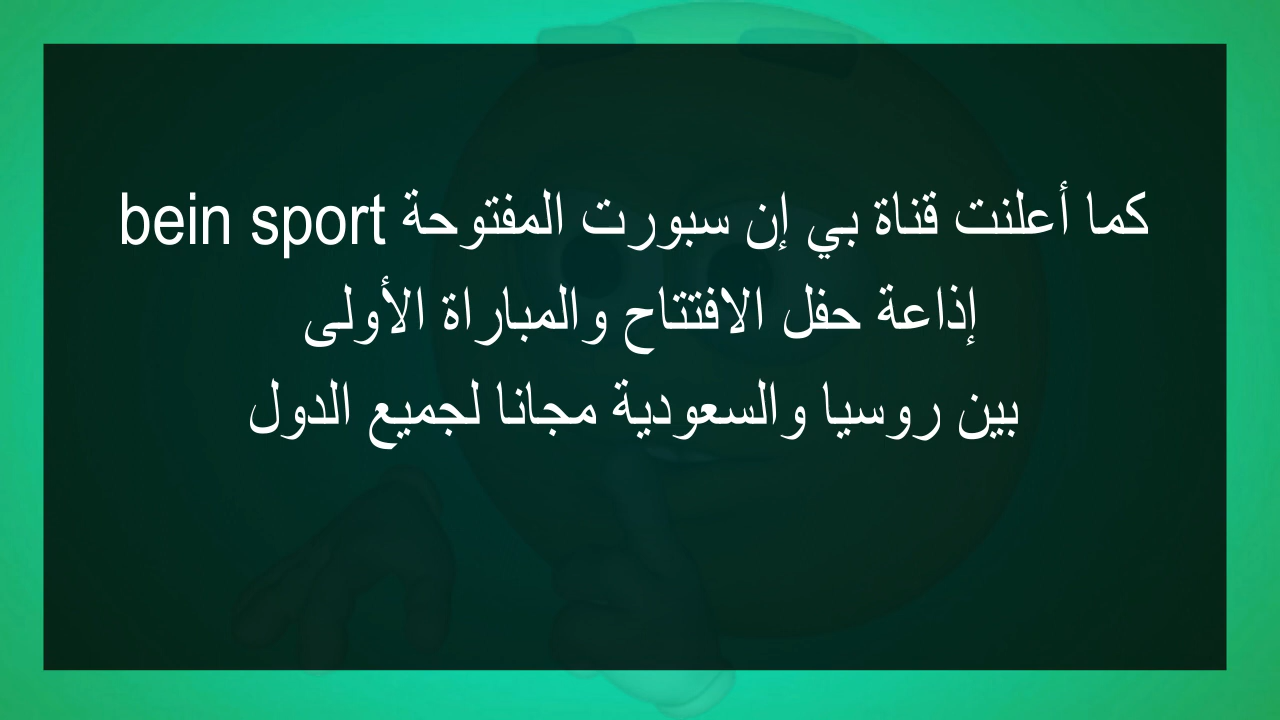 كما أعلنت قناة بي إن سبورت المفتوحة bein sport
إذاعة حفل الافتتاح والمباراة الأولى
بين روسيا والسعودية مجانا لجميع الدول